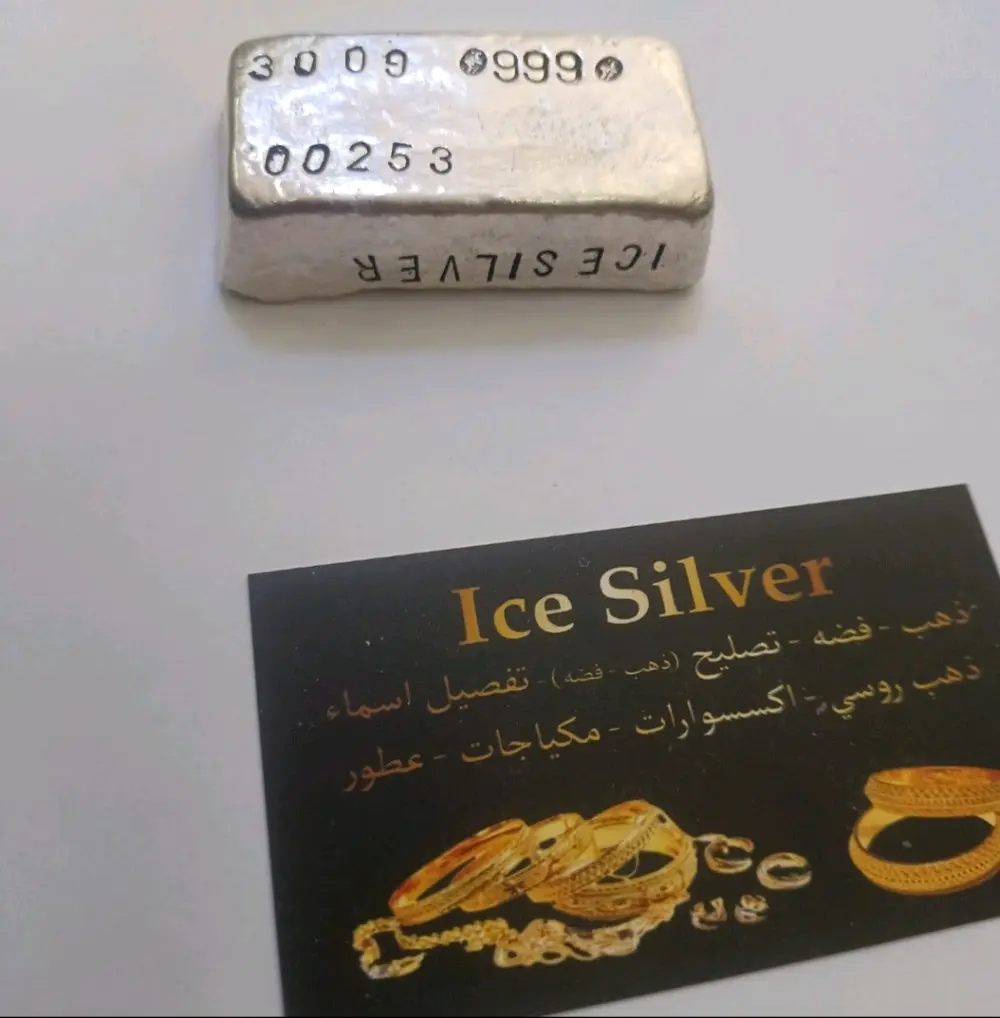 300g 999
00253
ICE SILVER
Ice Silver
ذهب - فضه - تصليح (ذهب - فضه) - تفصيل اسماء
ذهب روسي - اكسسوارات - مكياجات - عطور